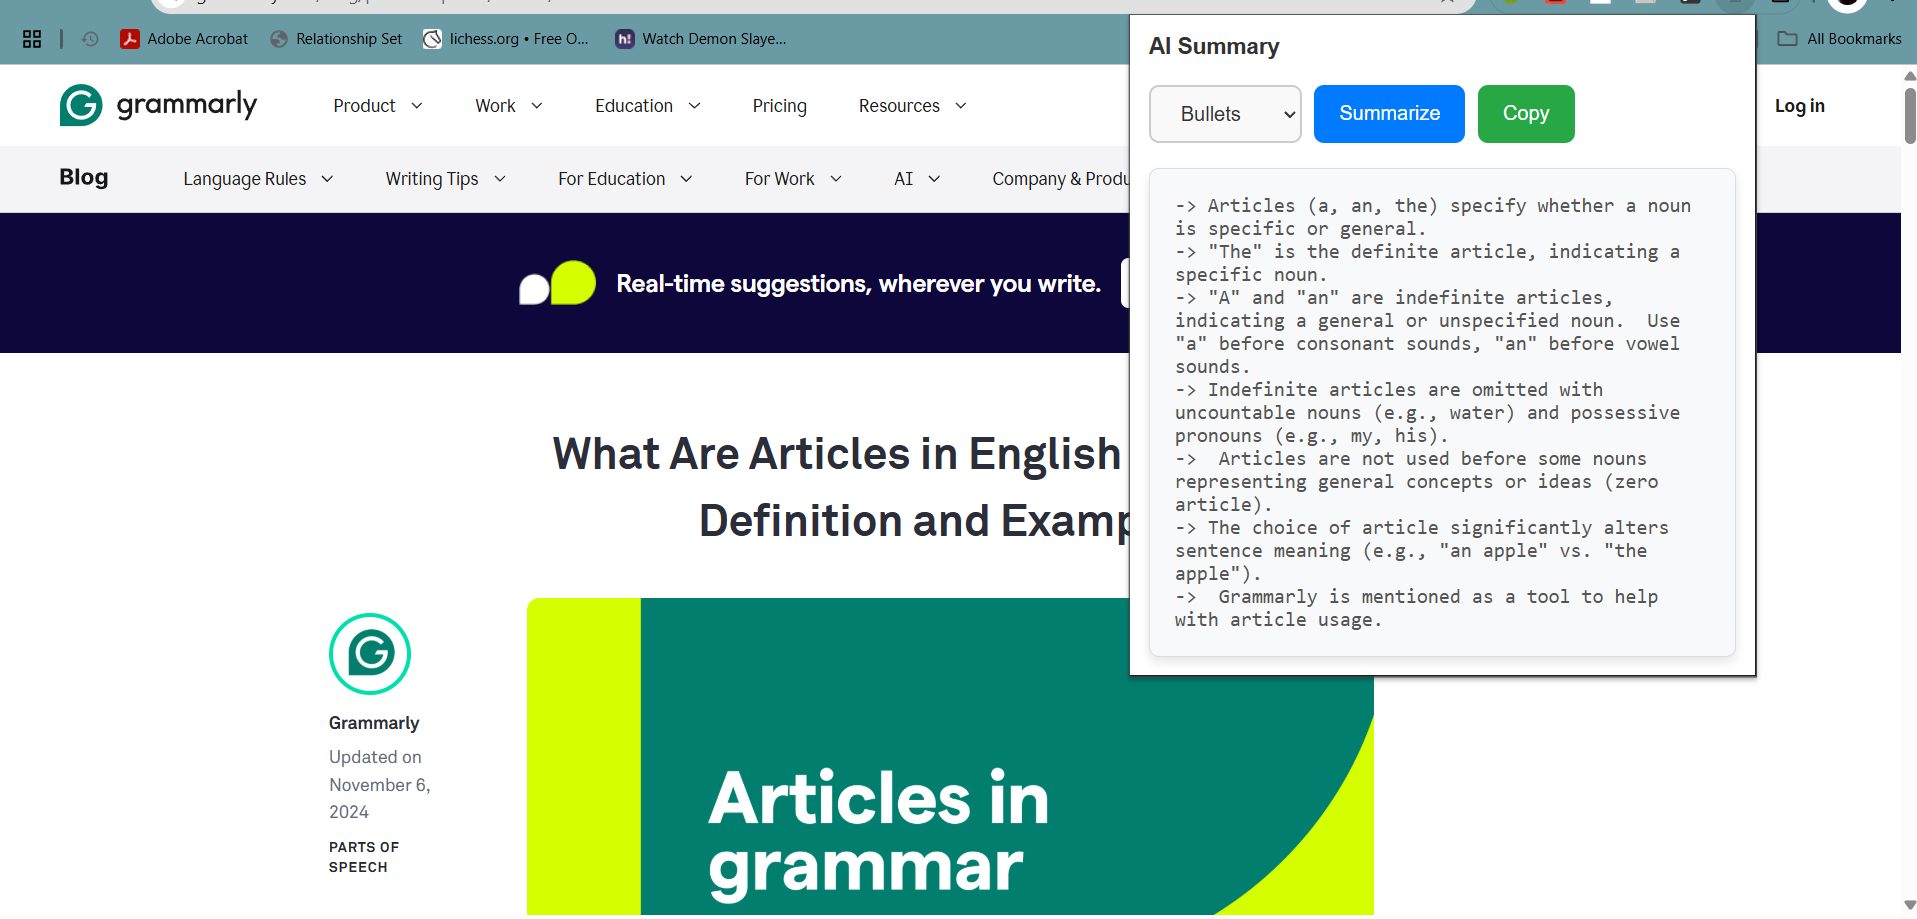 Adobe Acrobat
Relationship Set
lichess.org • Free O...
Watch Demon Slaye...
All Bookmarks
grammarly
Product
Work
Education
Pricing
Resources
Log in
Blog
Language Rules
Writing Tips
For Education
For Work
AI
Company & Produ
Real-time suggestions, wherever you write.
What Are Articles in English
Definition and Examp
Grammarly
Updated on
November 6,
2024
PARTS OF
SPEECH
Articles in
grammar
AI Summary
Bullets
Summarize
Copy
-> Articles (a, an, the) specify whether a noun
is specific or general.
-> "The" is the definite article, indicating a
specific noun.
-> "A" and "an" are indefinite articles,
indicating a general or unspecified noun.  Use
"a" before consonant sounds, "an" before vowel
sounds.
-> Indefinite articles are omitted with
uncountable nouns (e.g., water) and possessive
pronouns (e.g., my, his).
->  Articles are not used before some nouns
representing general concepts or ideas (zero
article).
-> The choice of article significantly alters
sentence meaning (e.g., "an apple" vs. "the
apple").
->  Grammarly is mentioned as a tool to help
with article usage.